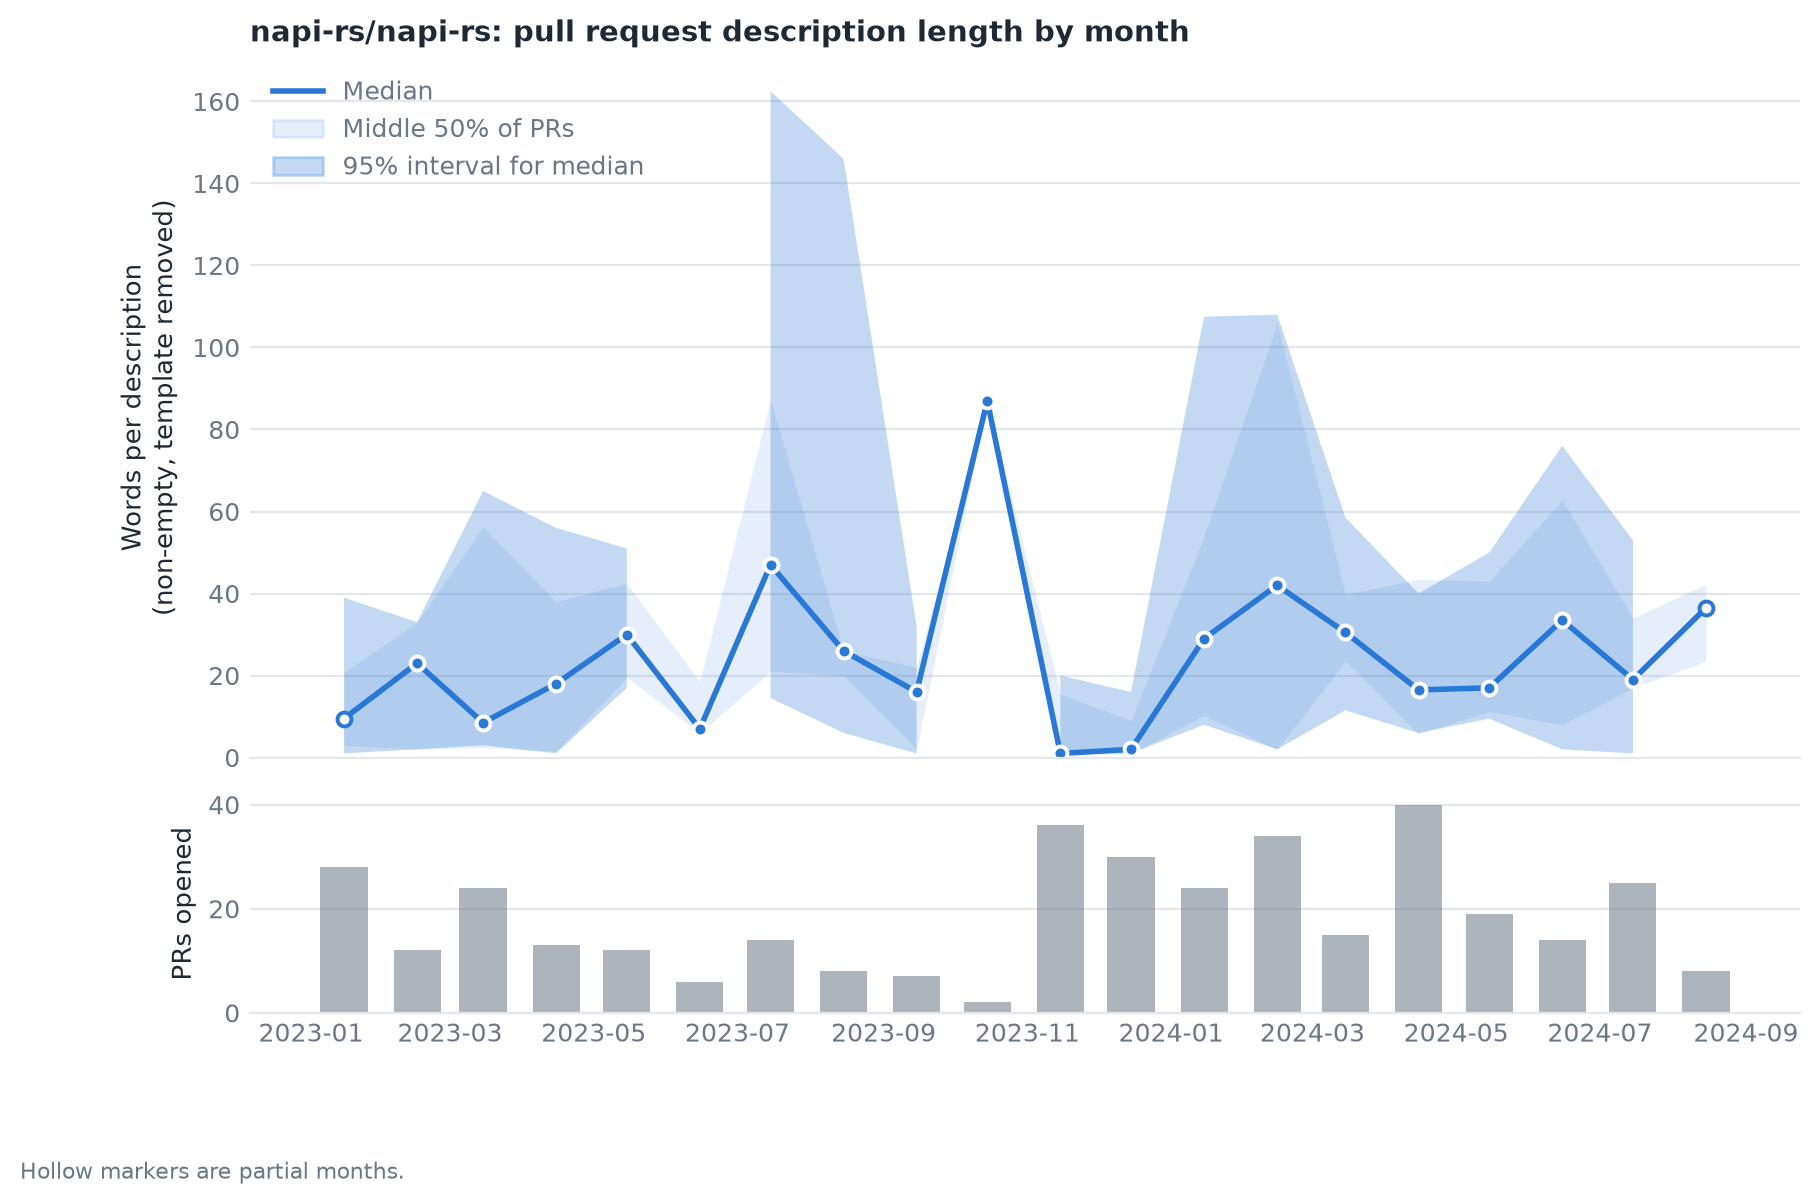 napi-rs/napi-rs: pull request description length by month
Median
Middle 50% of PRs
95% interval for median
Words per description
(non-empty, template removed)
160
140
120
100
80
60
40
20
0
PRs opened
40
20
0
2023-01 2023-03 2023-05 2023-07 2023-09 2023-11 2024-01 2024-03 2024-05 2024-07 2024-09
Hollow markers are partial months.